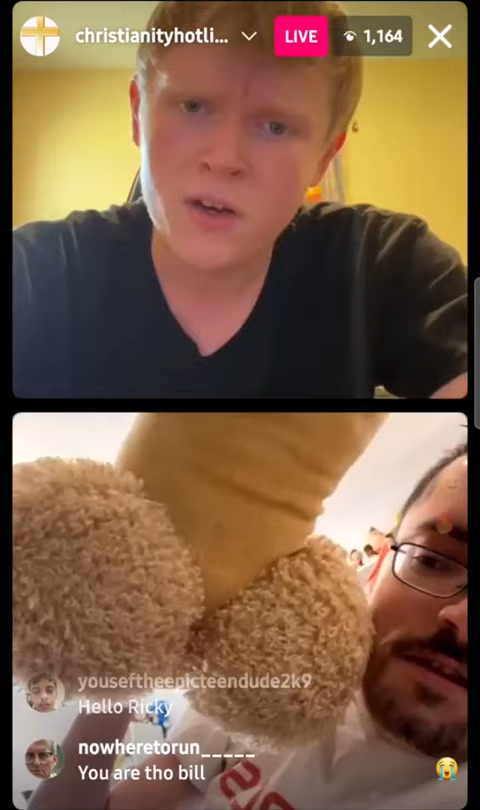 christianityhotli...
LIVE
1,164
youseftheepicteendude2k9
Hello Ricky
nowheretorun_____
You are tho bill